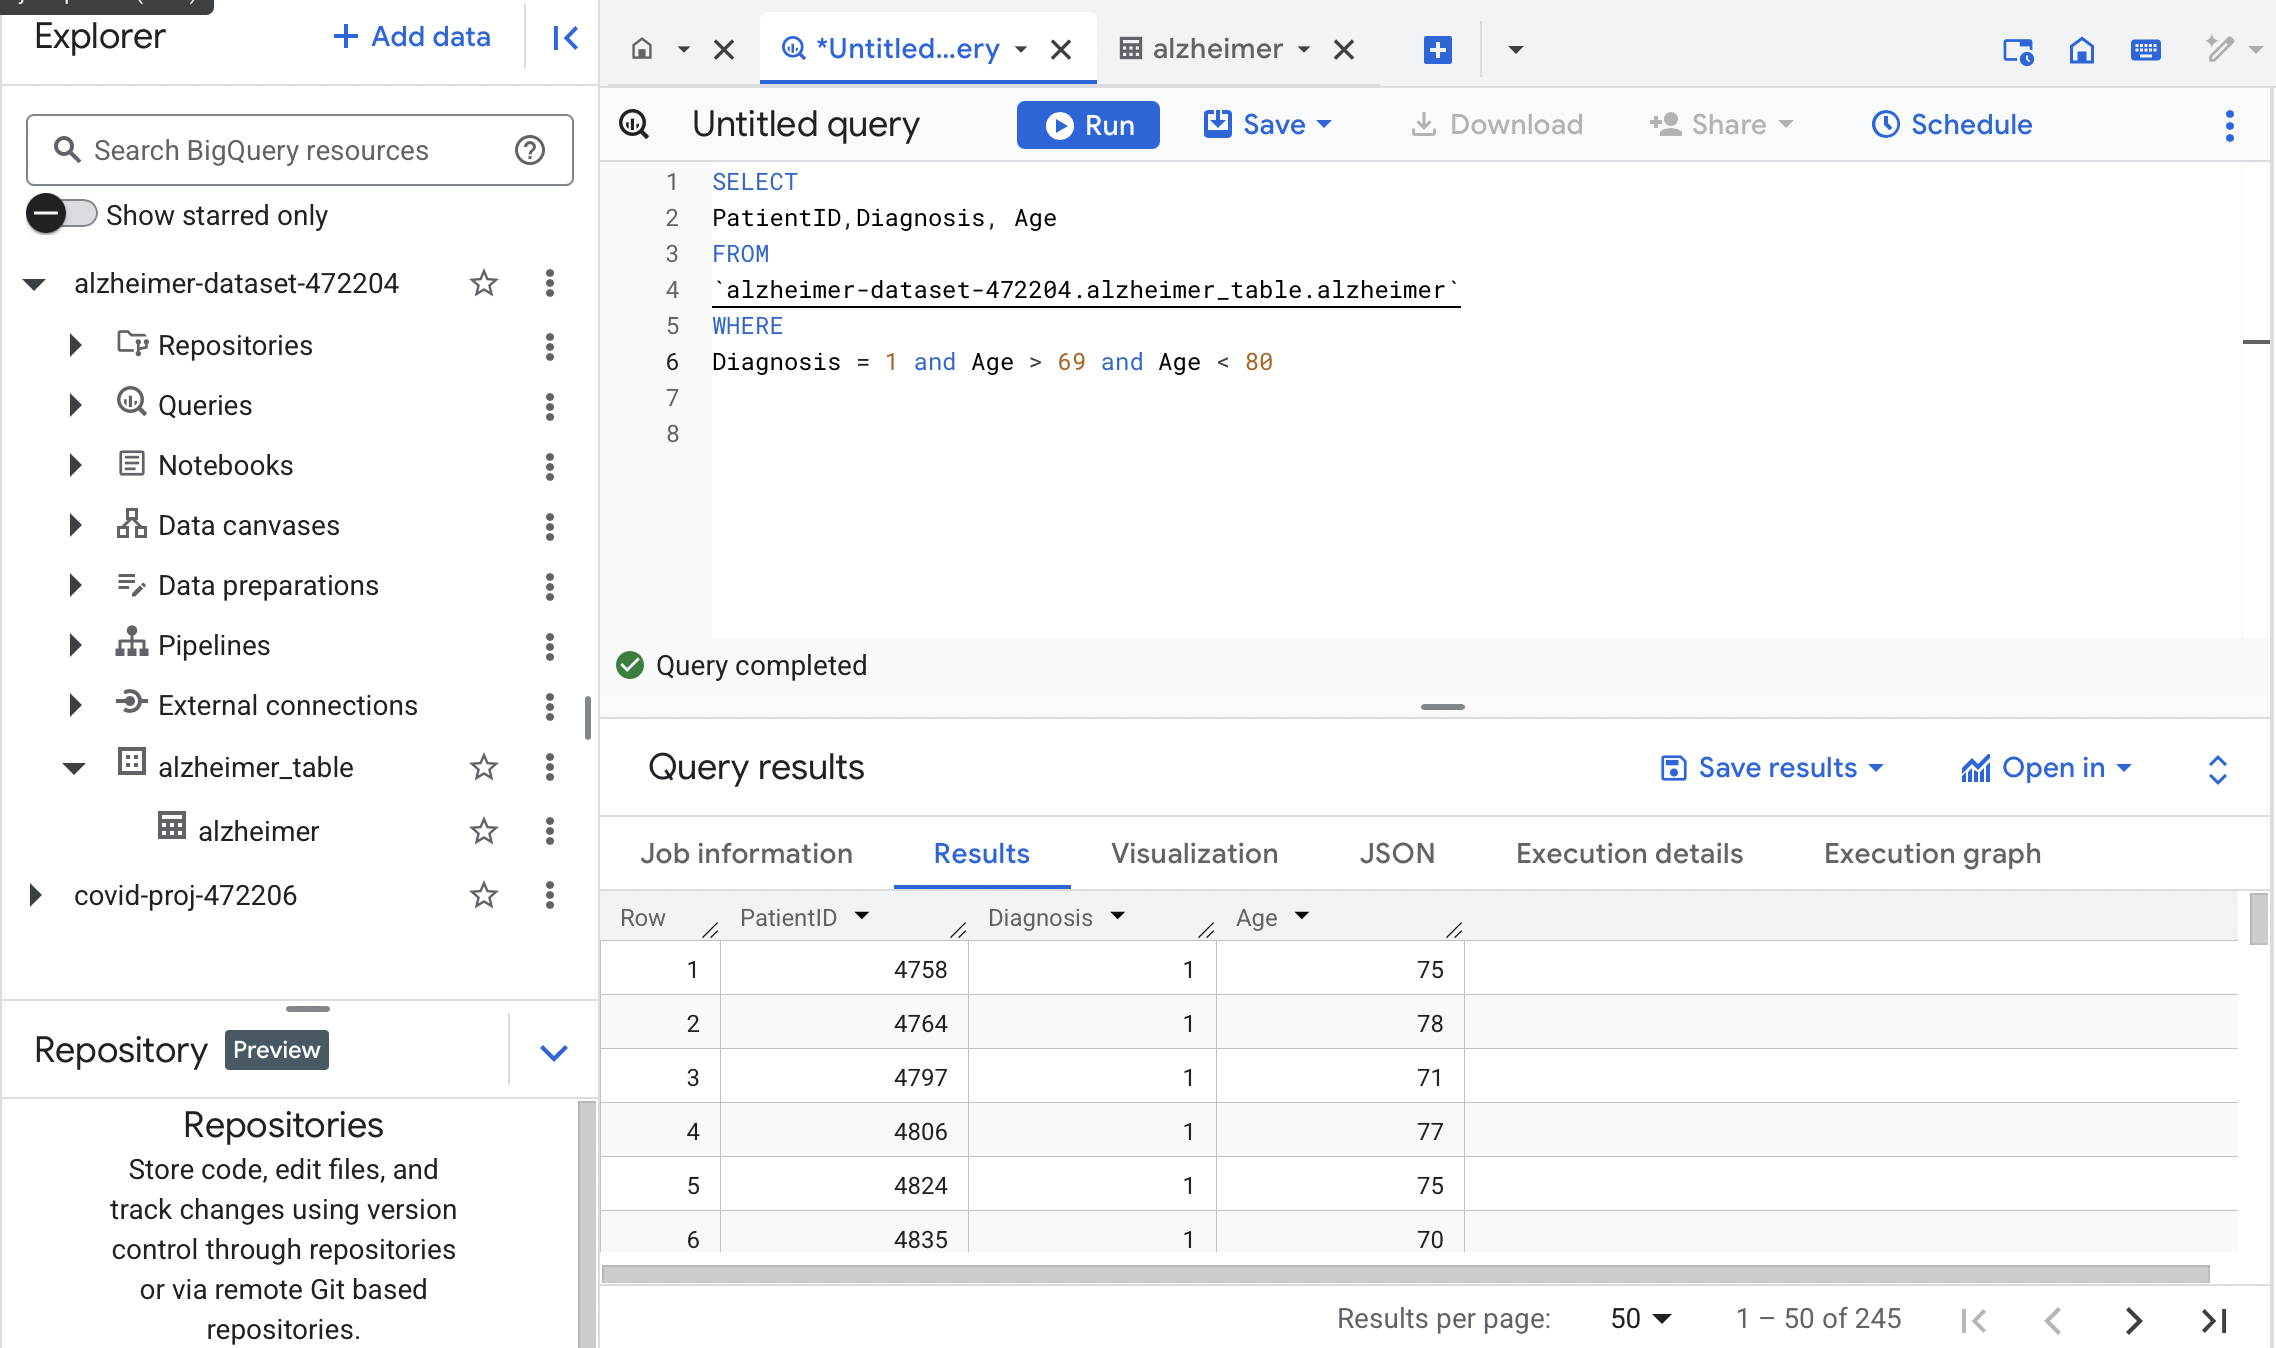 Explorer
+ Add data
Search BigQuery resources
Show starred only
alzheimer-dataset-472204
Repositories
Queries
Notebooks
Data canvases
Data preparations
Pipelines
External connections
alzheimer_table
alzheimer
covid-proj-472206
Repository Preview
Repositories
Store code, edit files, and
track changes using version
control through repositories
or via remote Git based
repositories.
*Untitled...ery
alzheimer
Untitled query
Run
Save
Download
Share
Schedule
1 SELECT
2 PatientID,Diagnosis, Age
3 FROM
4 `alzheimer-dataset-472204.alzheimer_table.alzheimer`
5 WHERE
6 Diagnosis = 1 and Age > 69 and Age < 80
7
8
Query completed
Query results
Save results
Open in
Job information Results Visualization JSON Execution details Execution graph
Row PatientID Diagnosis Age
1 4758 1 75
2 4764 1 78
3 4797 1 71
4 4806 1 77
5 4824 1 75
6 4835 1 70
Results per page: 50 1 – 50 of 245